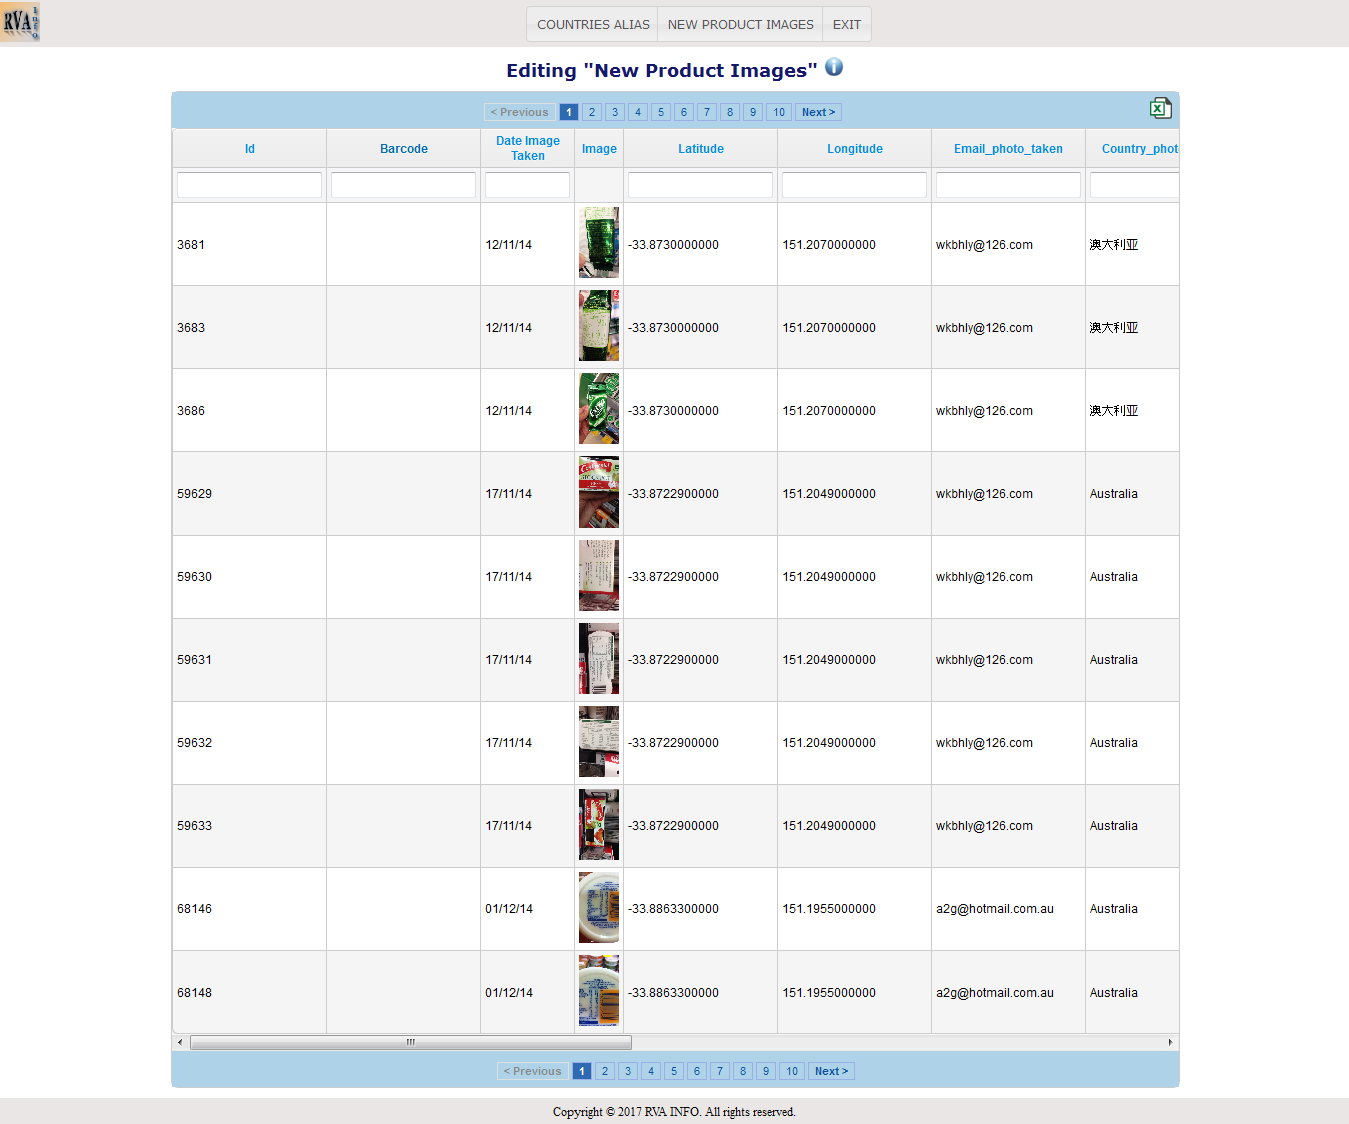 RVA Info
COUNTRIES ALIAS NEW PRODUCT IMAGES EXIT
Editing "New Product Images" i
< Previous 1 2 3 4 5 6 7 8 9 10 Next >
Id Barcode Date Image Taken Image Latitude Longitude Email_photo_taken Country_phot
3681 12/11/14 -33.8730000000 151.2070000000 wkbhly@126.com 澳大利亚
3683 12/11/14 -33.8730000000 151.2070000000 wkbhly@126.com 澳大利亚
3686 12/11/14 -33.8730000000 151.2070000000 wkbhly@126.com 澳大利亚
59629 17/11/14 -33.8722900000 151.2049000000 wkbhly@126.com Australia
59630 17/11/14 -33.8722900000 151.2049000000 wkbhly@126.com Australia
59631 17/11/14 -33.8722900000 151.2049000000 wkbhly@126.com Australia
59632 17/11/14 -33.8722900000 151.2049000000 wkbhly@126.com Australia
59633 17/11/14 -33.8722900000 151.2049000000 wkbhly@126.com Australia
68146 01/12/14 -33.8863300000 151.1955000000 a2g@hotmail.com.au Australia
68148 01/12/14 -33.8863300000 151.1955000000 a2g@hotmail.com.au Australia
< Previous 1 2 3 4 5 6 7 8 9 10 Next >
Copyright © 2017 RVA INFO. All rights reserved.